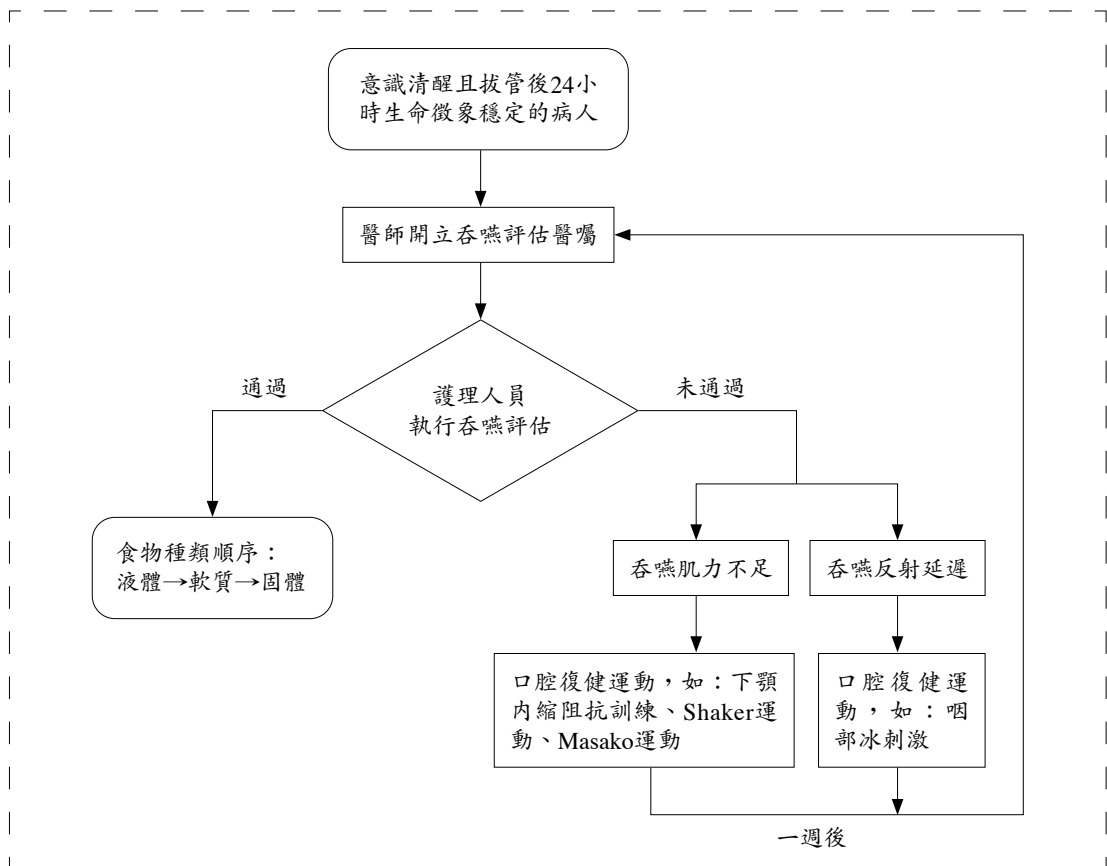 意識清醒且拔管後24小
時生命徵象穩定的病人
醫師開立吞嚥評估醫囑
通過
護理人員
執行吞嚥評估
未通過
食物種類順序：
液體→軟質→固體
吞嚥肌力不足
吞嚥反射延遲
口腔復健運動，如：下顎
內縮阻抗訓練、Shaker運
動、Masako運動
口腔復健運
動，如：咽
部冰刺激
一週後